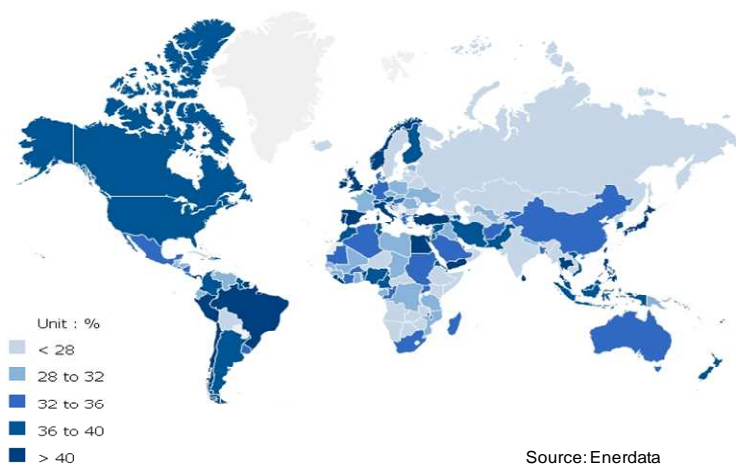 Unit : %
< 28
28 to 32
32 to 36
36 to 40
> 40
Source: Enerdata